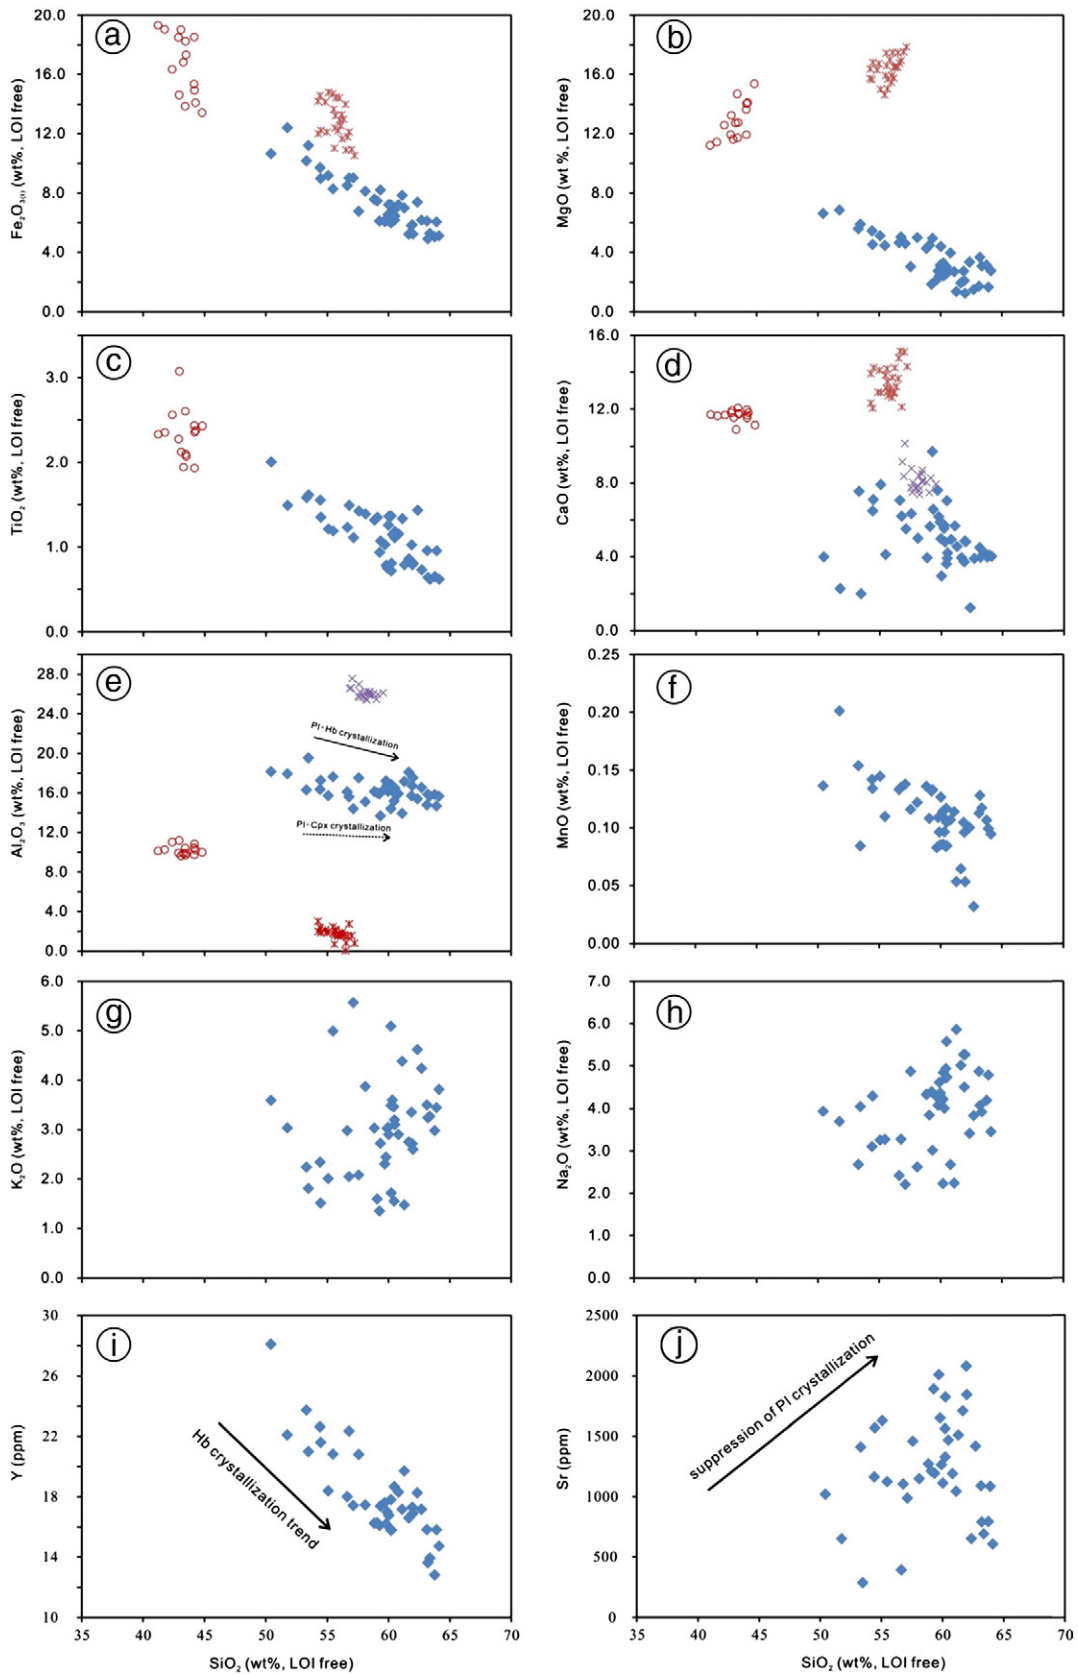 a
20.0
16.0
12.0
8.0
4.0
0.0
Fe₂O₃₍t₎ (wt%, LOI free)
b
20.0
16.0
12.0
8.0
4.0
0.0
MgO (wt %, LOI free)
c
3.0
2.0
1.0
0.0
TiO₂ (wt%, LOI free)
d
16.0
12.0
8.0
4.0
0.0
CaO (wt%, LOI free)
e
28.0
24.0
20.0
16.0
12.0
8.0
4.0
0.0
Al₂O₃ (wt%, LOI free)
Pl-Hb crystallization
Pl-Cpx crystallization
f
0.25
0.20
0.15
0.10
0.05
0.00
MnO (wt%, LOI free)
g
6.0
5.0
4.0
3.0
2.0
1.0
0.0
K₂O (wt%, LOI free)
h
7.0
6.0
5.0
4.0
3.0
2.0
1.0
0.0
Na₂O (wt%, LOI free)
i
30
26
22
18
14
10
Y (ppm)
Hb crystallization trend
35 40 45 50 55 60 65 70
SiO₂ (wt%, LOI free)
j
2500
2000
1500
1000
500
0
Sr (ppm)
suppression of Pl crystallization
35 40 45 50 55 60 65 70
SiO₂ (wt%, LOI free)